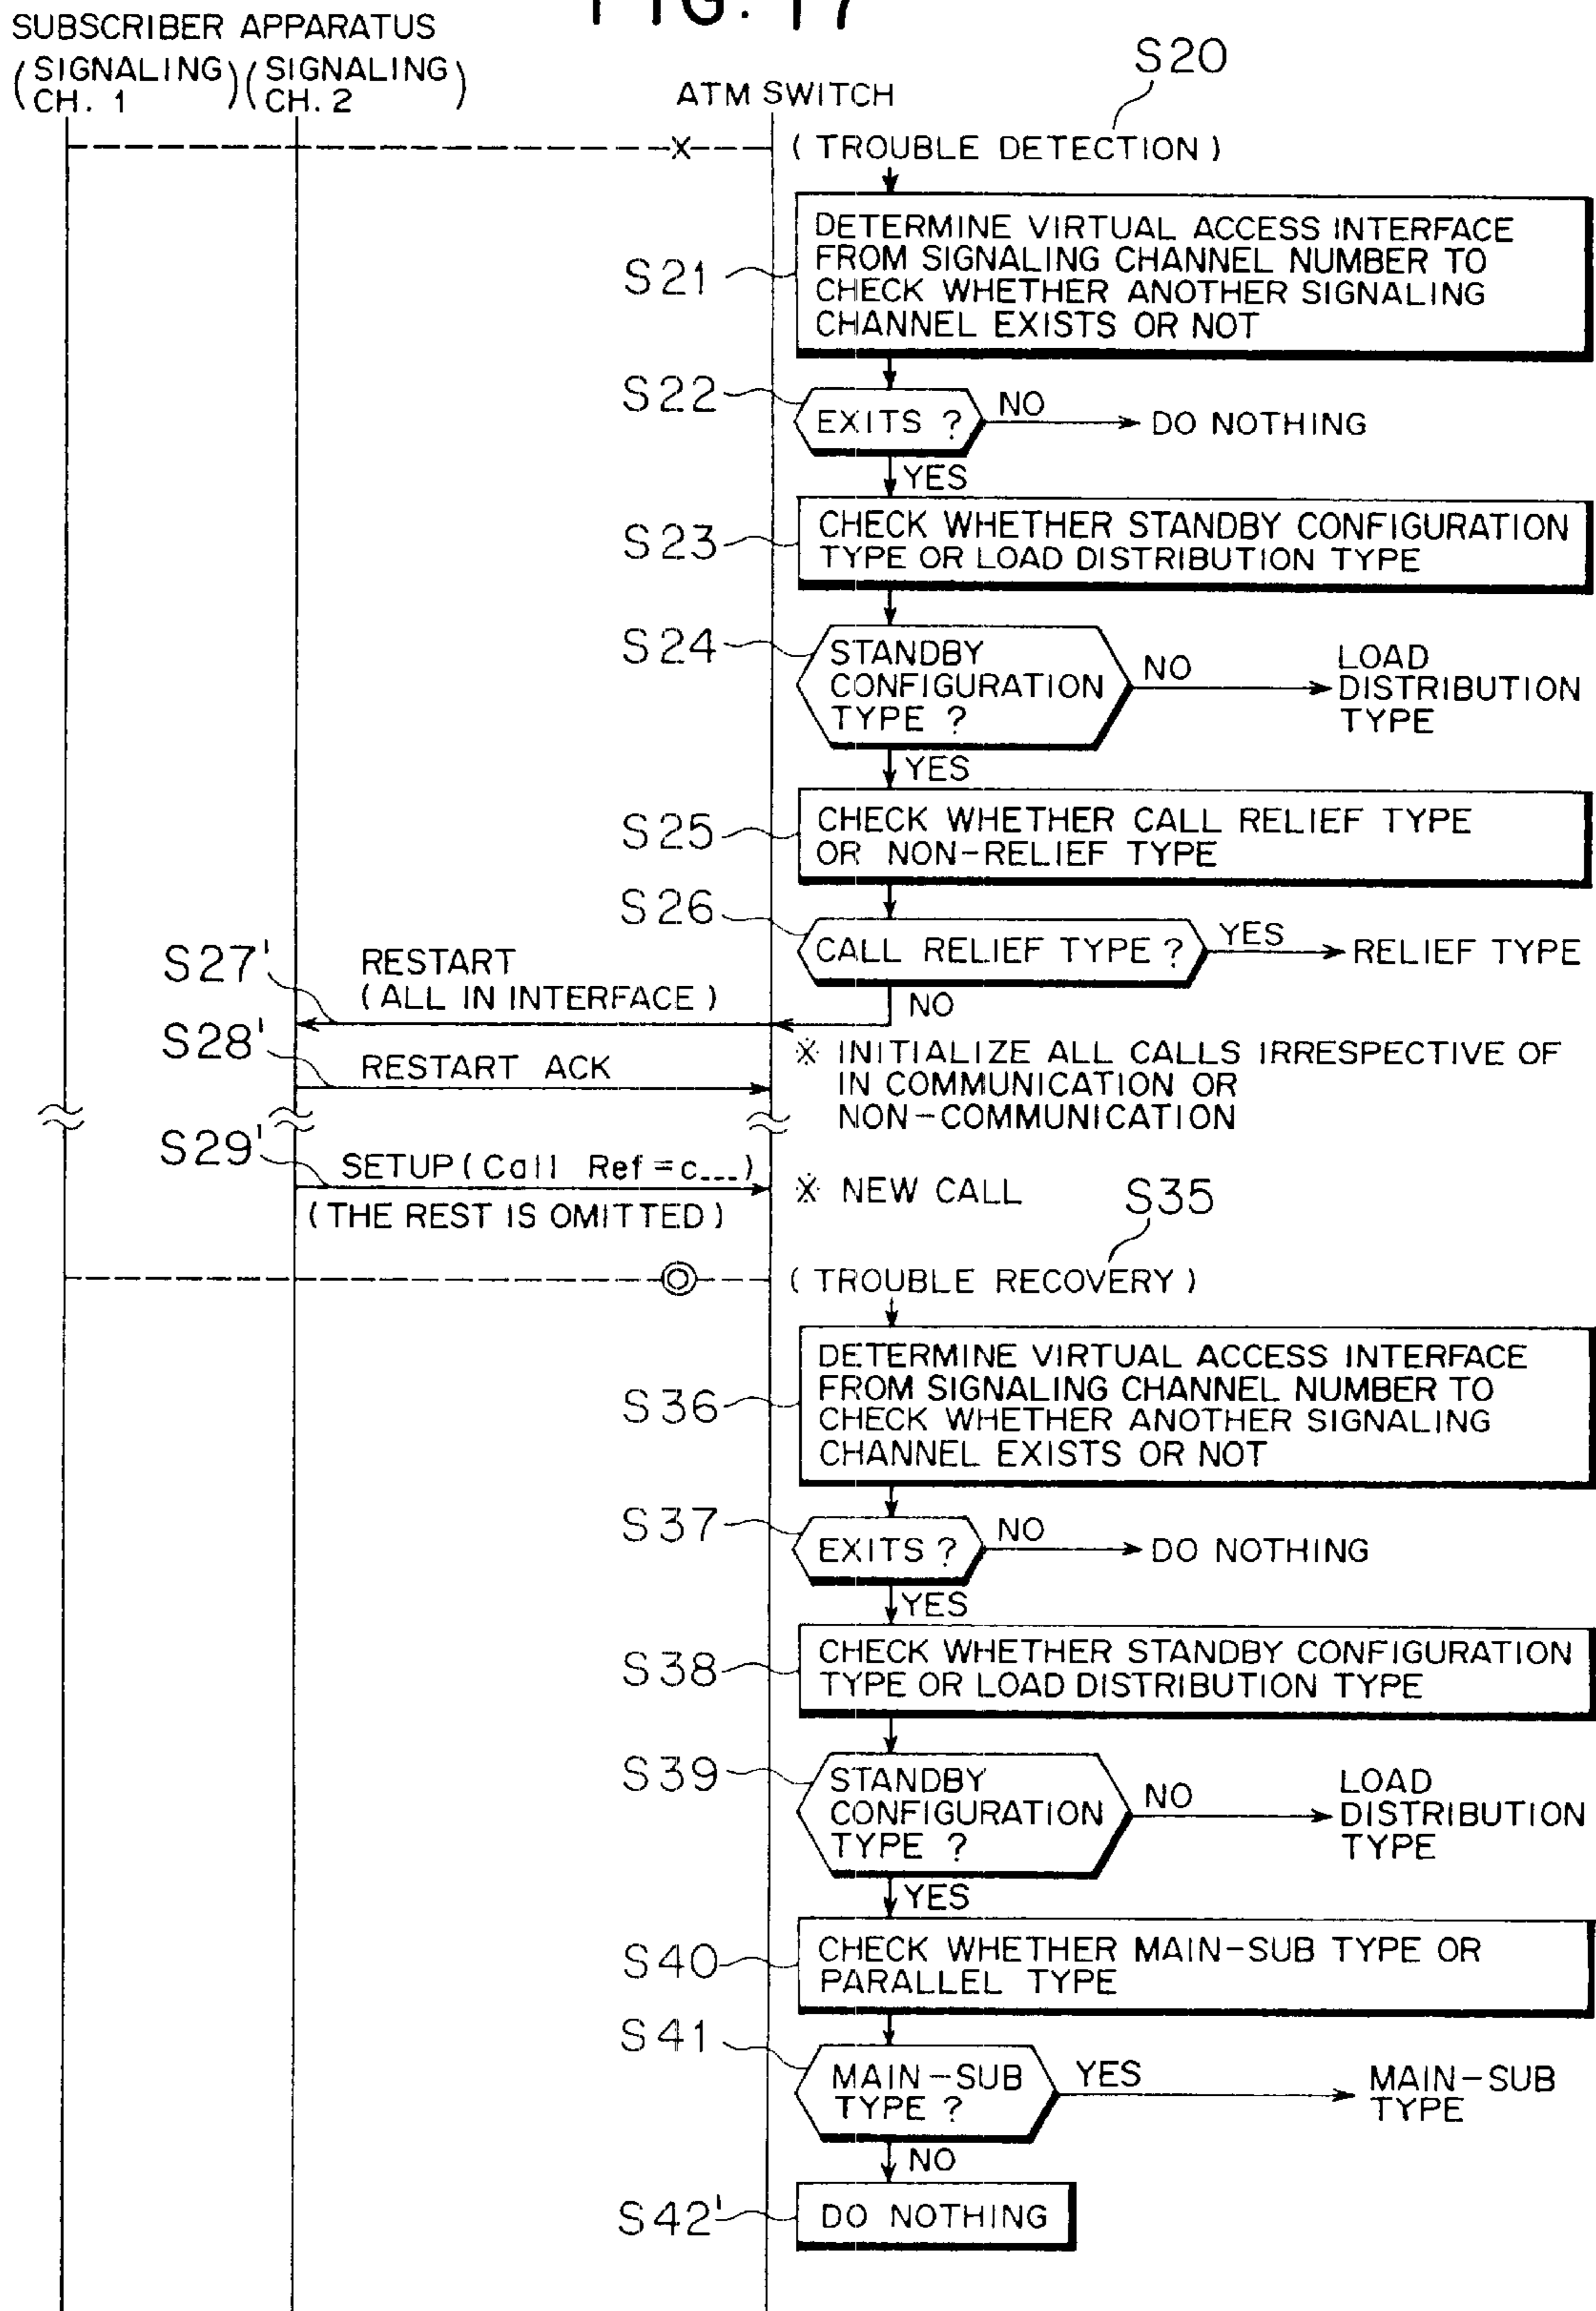 FIG. 17
SUBSCRIBER APPARATUS
(SIGNALING CH. 1) (SIGNALING CH. 2)
ATM SWITCH
S20
X
( TROUBLE DETECTION )
S21
DETERMINE VIRTUAL ACCESS INTERFACE
FROM SIGNALING CHANNEL NUMBER TO
CHECK WHETHER ANOTHER SIGNALING
CHANNEL EXISTS OR NOT
S22
EXITS ?
NO
DO NOTHING
YES
S23
CHECK WHETHER STANDBY CONFIGURATION
TYPE OR LOAD DISTRIBUTION TYPE
S24
STANDBY
CONFIGURATION
TYPE ?
NO
LOAD
DISTRIBUTION
TYPE
YES
S25
CHECK WHETHER CALL RELIEF TYPE
OR NON-RELIEF TYPE
S26
CALL RELIEF TYPE ?
YES
RELIEF TYPE
NO
S27'
RESTART
(ALL IN INTERFACE)
S28'
RESTART ACK
※ INITIALIZE ALL CALLS IRRESPECTIVE OF
IN COMMUNICATION OR
NON-COMMUNICATION
S29'
SETUP(Call Ref=c---)
※ NEW CALL
(THE REST IS OMITTED)
S35
( TROUBLE RECOVERY )
S36
DETERMINE VIRTUAL ACCESS INTERFACE
FROM SIGNALING CHANNEL NUMBER TO
CHECK WHETHER ANOTHER SIGNALING
CHANNEL EXISTS OR NOT
S37
EXITS ?
NO
DO NOTHING
YES
S38
CHECK WHETHER STANDBY CONFIGURATION
TYPE OR LOAD DISTRIBUTION TYPE
S39
STANDBY
CONFIGURATION
TYPE ?
NO
LOAD
DISTRIBUTION
TYPE
YES
S40
CHECK WHETHER MAIN-SUB TYPE OR
PARALLEL TYPE
S41
MAIN-SUB
TYPE ?
YES
MAIN-SUB
TYPE
NO
S42'
DO NOTHING